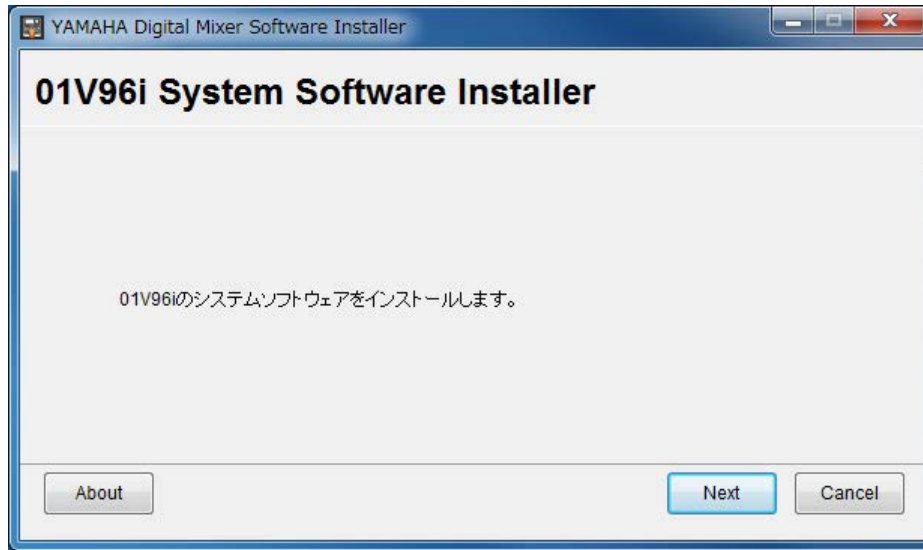 YAMAHA Digital Mixer Software Installer
01V96i System Software Installer
01V96iのシステムソフトウェアをインストールします。
About
Next
Cancel